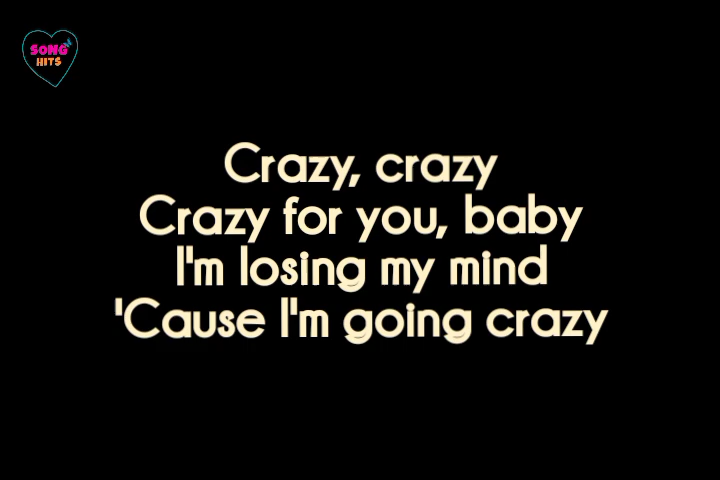 SONG
HITS
Crazy, crazy
Crazy for you, baby
I'm losing my mind
'Cause I'm going crazy